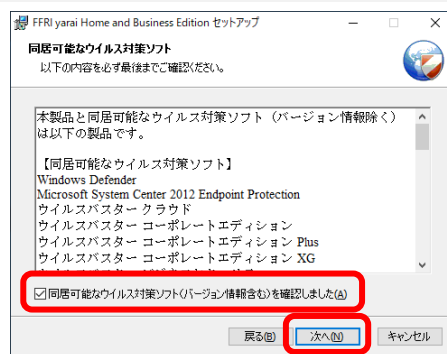 FFRI yarai Home and Business Edition セットアップ
同居可能なウイルス対策ソフト
以下の内容を必ず最後までご確認ください。
本製品と同居可能なウイルス対策ソフト（バージョン情報除く）
は以下の製品です。
【同居可能なウイルス対策ソフト】
Windows Defender
Microsoft System Center 2012 Endpoint Protection
ウイルスバスター クラウド
ウイルスバスター コーポレートエディション
ウイルスバスター コーポレートエディション Plus
ウイルスバスター コーポレートエディション XG
同居可能なウイルス対策ソフト(バージョン情報含む)を確認しました(A)
戻る(B)
次へ(N)
キャンセル